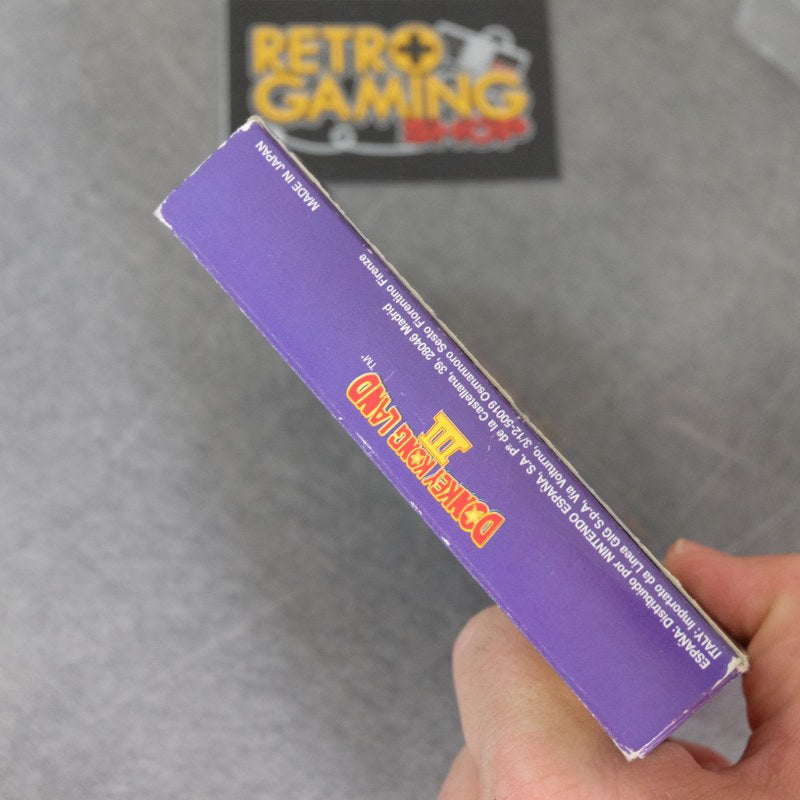 RETRO
GAMING
SHOP
DONKEY KONG LAND
III
TM
ESPAÑA: Distribuido por NINTENDO ESPAÑA, S.A. Pº de la Castellana, 39, 28046 Madrid
ITALY: Importato da Linea GIG S.p.A, Via Volturno, 3/12-50019 Osmannoro Sesto Fiorentino Firenze
MADE IN JAPAN